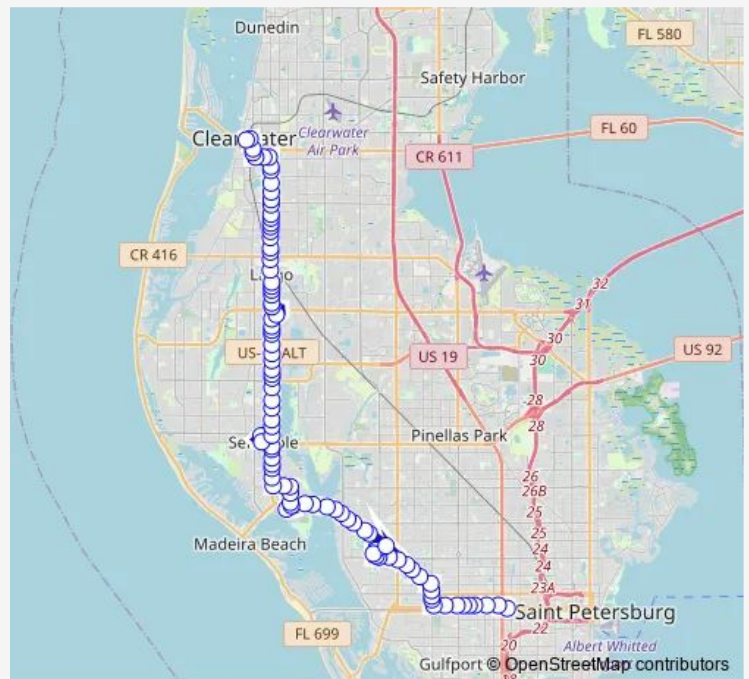 Dunedin
FL 580
Safety Harbor
Clearwater
Clearwater
Air Park
FL 60
CR 611
CR 416
32
31
30
30
US 19
US 92
28
28
Pinellas Park
26
26B
25
25
24
24
23A
Madeira Beach
Saint Petersburg
22
FL 699
20
Albert Whitted
Gulfport
© OpenStreetMap contributors